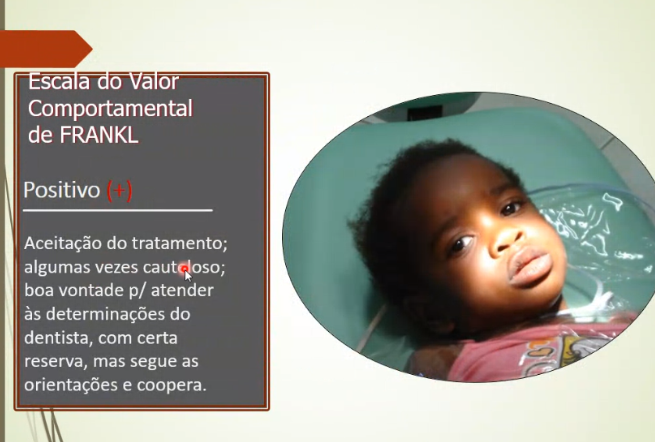 Escala do Valor
Comportamental
de FRANKL
Positivo (+)
Aceitação do tratamento;
algumas vezes cauteloso;
boa vontade p/ atender
às determinações do
dentista, com certa
reserva, mas segue as
orientações e coopera.